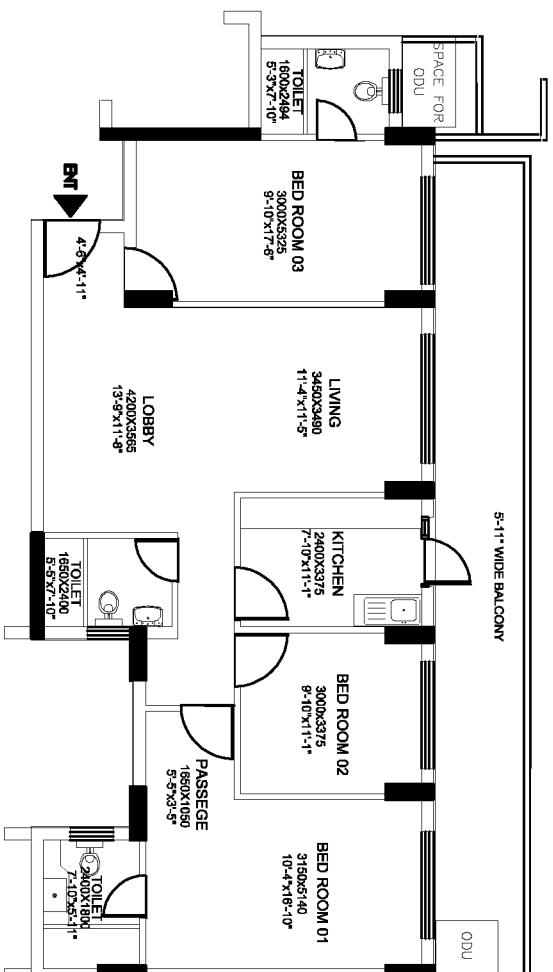 SPACE FOR
ODU
TOILET
1600x2494
5'-3"x7'-10"
BED ROOM 03
3000X5325
9'-10"x17'-6"
ENT
4'-6"x4'-11"
LIVING
3450X3490
11'-4"x11'-5"
LOBBY
4200X3565
13'-9"x11'-8"
5'-11" WIDE BALCONY
KITCHEN
2400X3375
7'-10"x11'-1"
TOILET
1650X2400
5'-5"x7'-10"
BED ROOM 02
3000x3375
9'-10"x11'-1"
PASSEGE
1650X1050
5'-5"x3'-5"
BED ROOM 01
3150x5140
10'-4"x16'-10"
TOILET
2400X1800
7'-10"x5'-11"
ODU